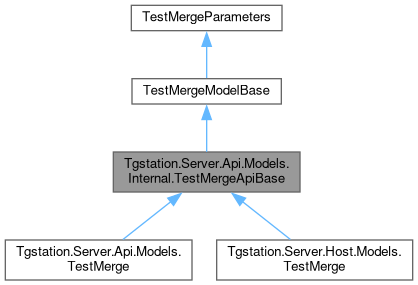 TestMergeParameters
TestMergeModelBase
Tgstation.Server.Api.Models.
Internal.TestMergeApiBase
Tgstation.Server.Api.Models.
TestMerge
Tgstation.Server.Host.Models.
TestMerge